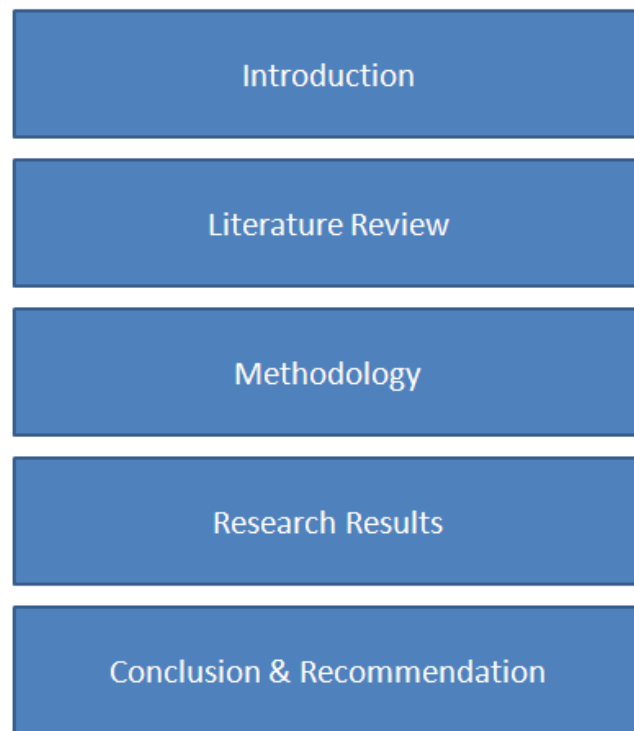 Introduction
Literature Review
Methodology
Research Results
Conclusion & Recommendation